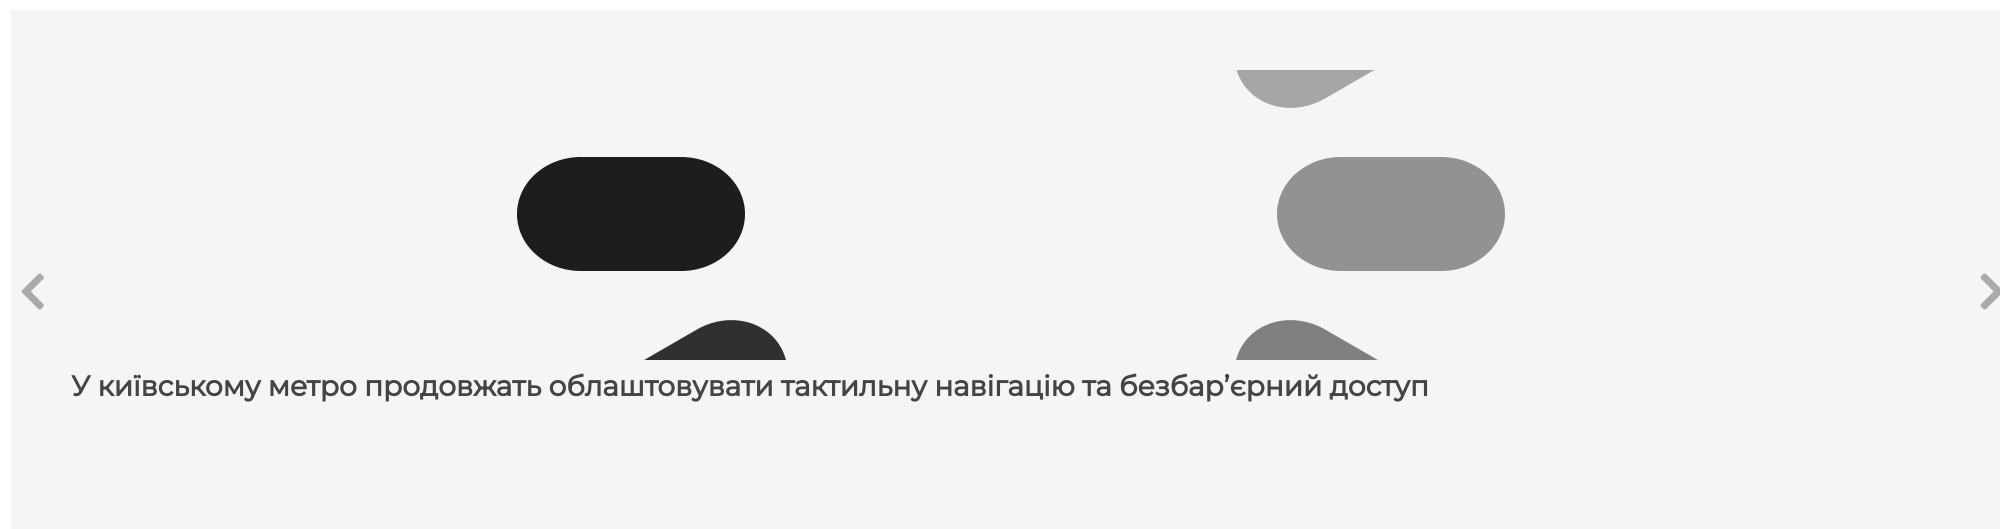 У київському метро продовжать облаштовувати тактильну навігацію та безбар’єрний доступ